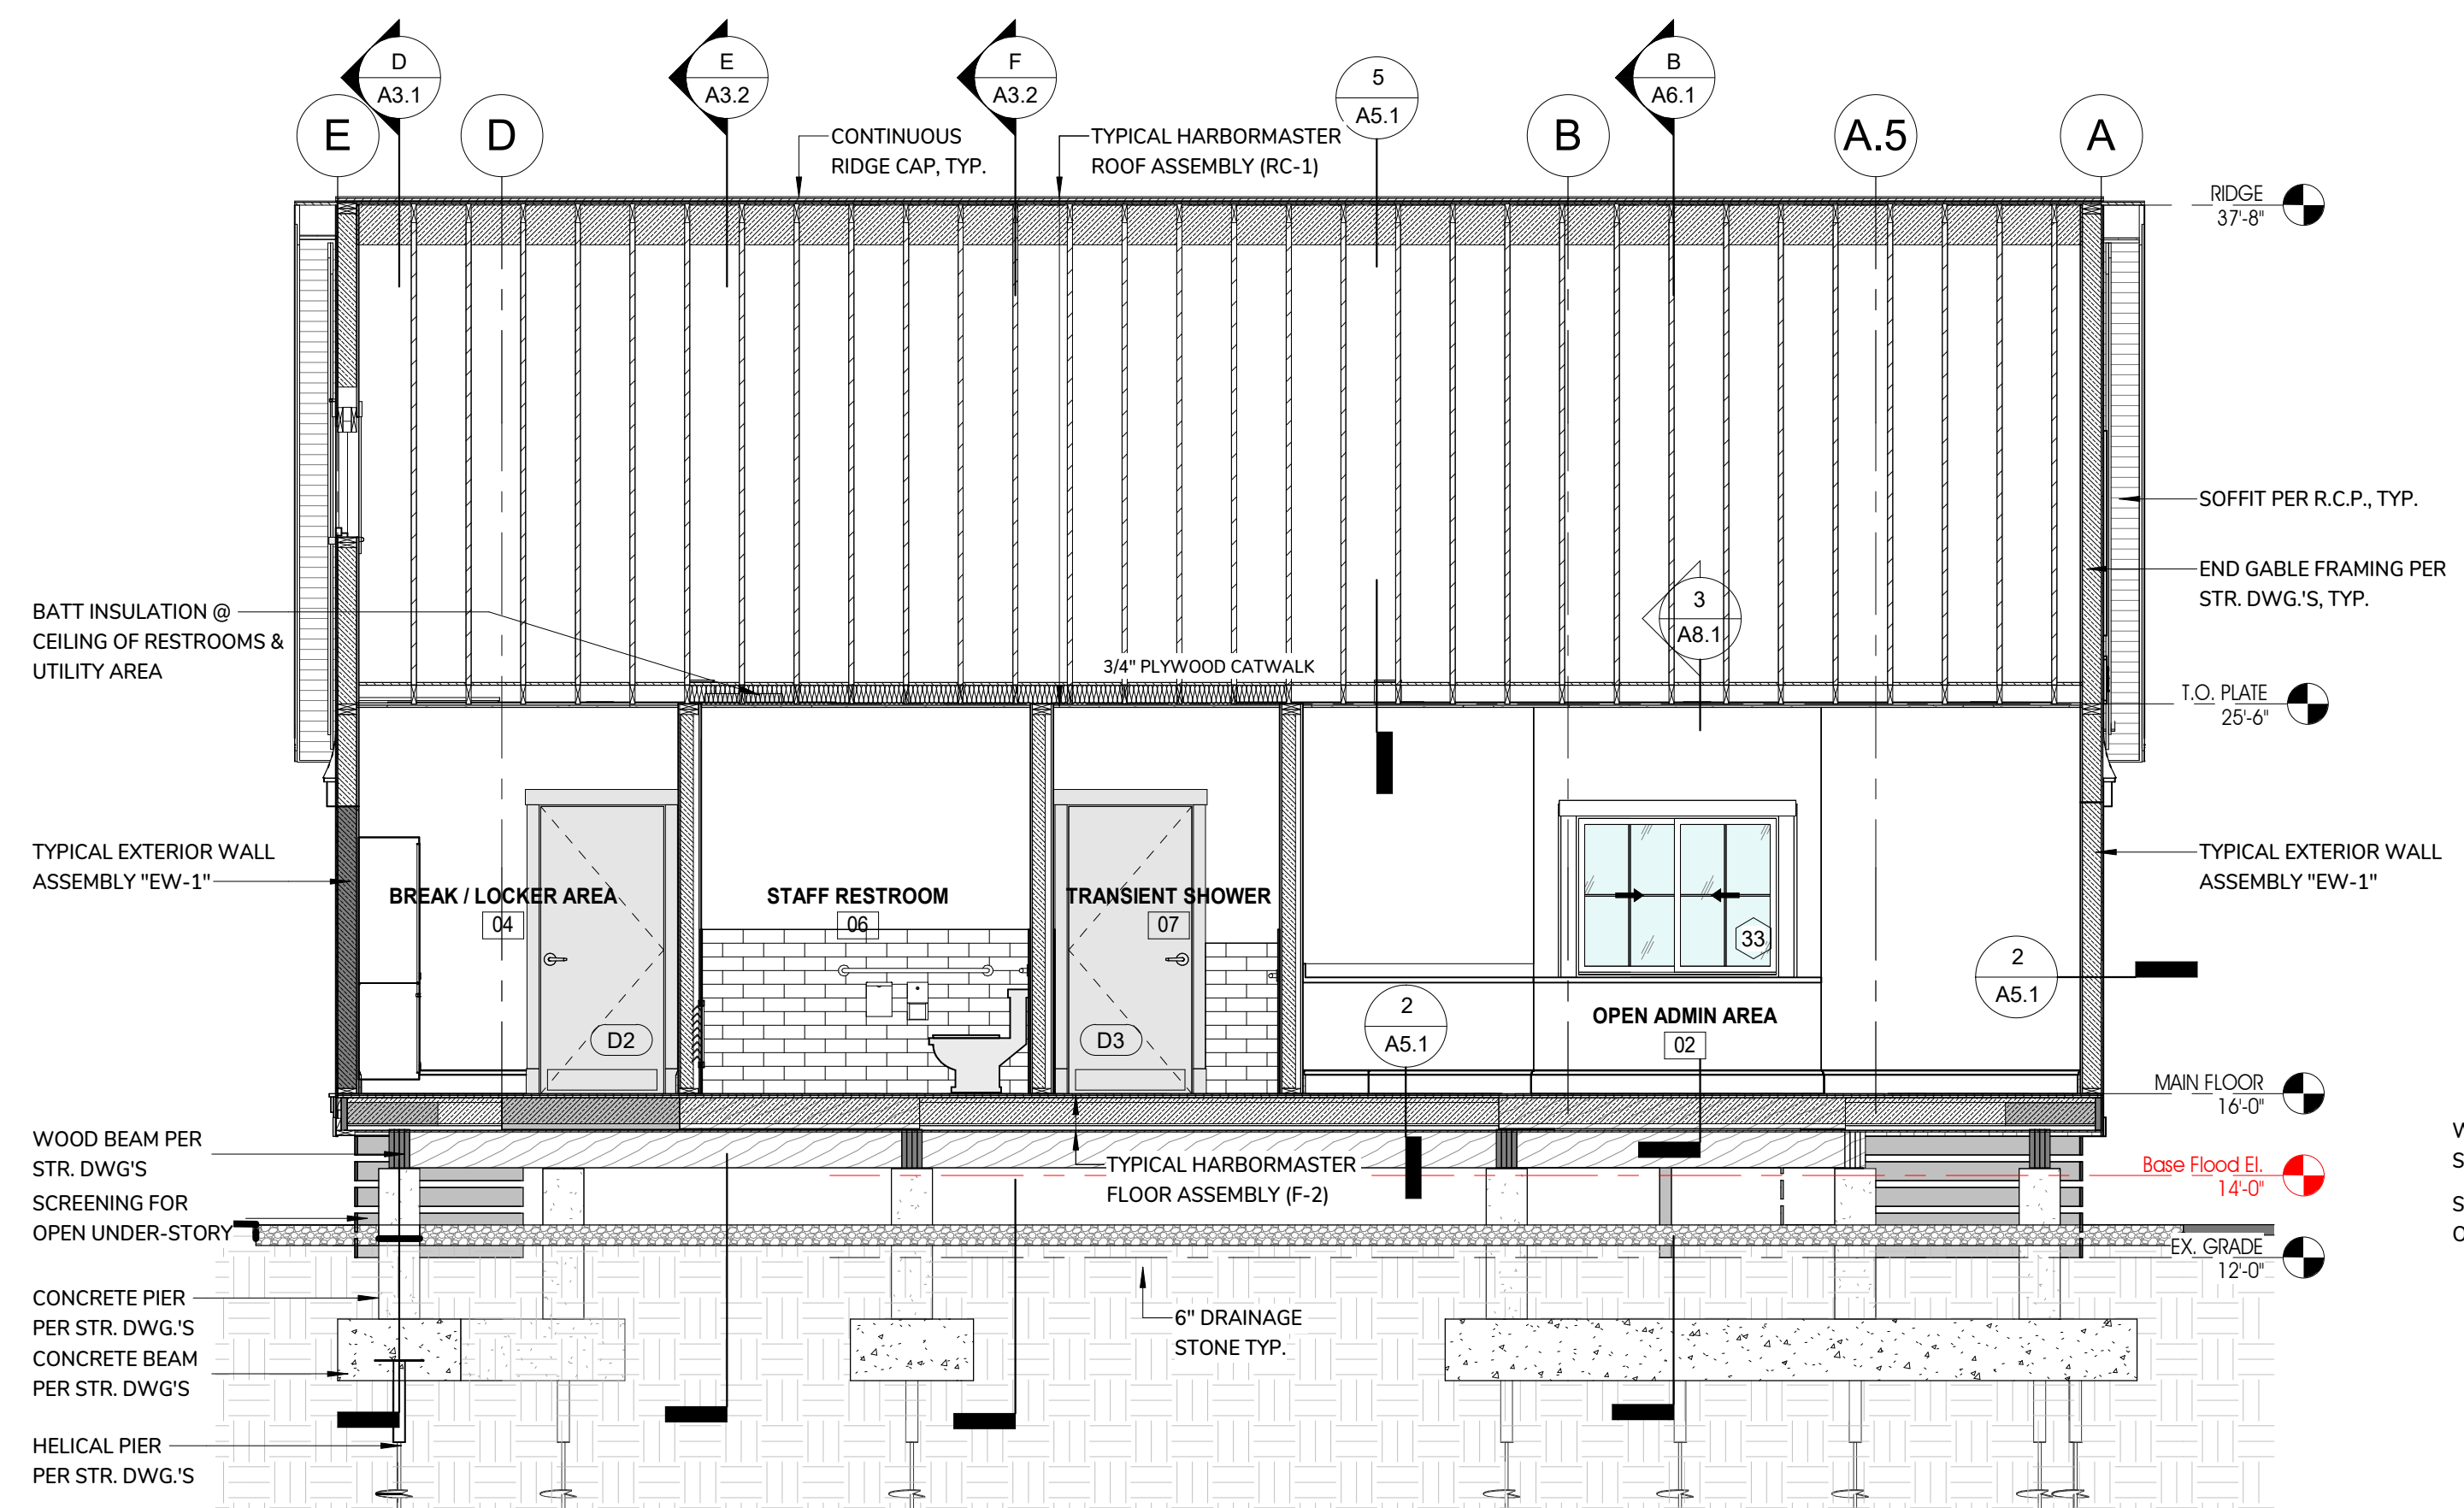 D
A3.1
E
A3.2
F
A3.2
5
A5.1
B
A6.1
E
D
B
A.5
A
CONTINUOUS
RIDGE CAP, TYP.
TYPICAL HARBORMASTER
ROOF ASSEMBLY (RC-1)
RIDGE
37'-8"
SOFFIT PER R.C.P., TYP.
END GABLE FRAMING PER
STR. DWG.'S, TYP.
BATT INSULATION @
CEILING OF RESTROOMS &
UTILITY AREA
3
A8.1
3/4" PLYWOOD CATWALK
T.O. PLATE
25'-6"
TYPICAL EXTERIOR WALL
ASSEMBLY "EW-1"
TYPICAL EXTERIOR WALL
ASSEMBLY "EW-1"
BREAK / LOCKER AREA
04
STAFF RESTROOM
06
TRANSIENT SHOWER
07
33
2
A5.1
2
A5.1
OPEN ADMIN AREA
02
D2
D3
MAIN FLOOR
16'-0"
WOOD BEAM PER
STR. DWG'S
SCREENING FOR
OPEN UNDER-STORY
TYPICAL HARBORMASTER
FLOOR ASSEMBLY (F-2)
Base Flood El.
14'-0"
EX. GRADE
12'-0"
CONCRETE PIER
PER STR. DWG.'S
CONCRETE BEAM
PER STR. DWG'S
6" DRAINAGE
STONE TYP.
HELICAL PIER
PER STR. DWG.'S